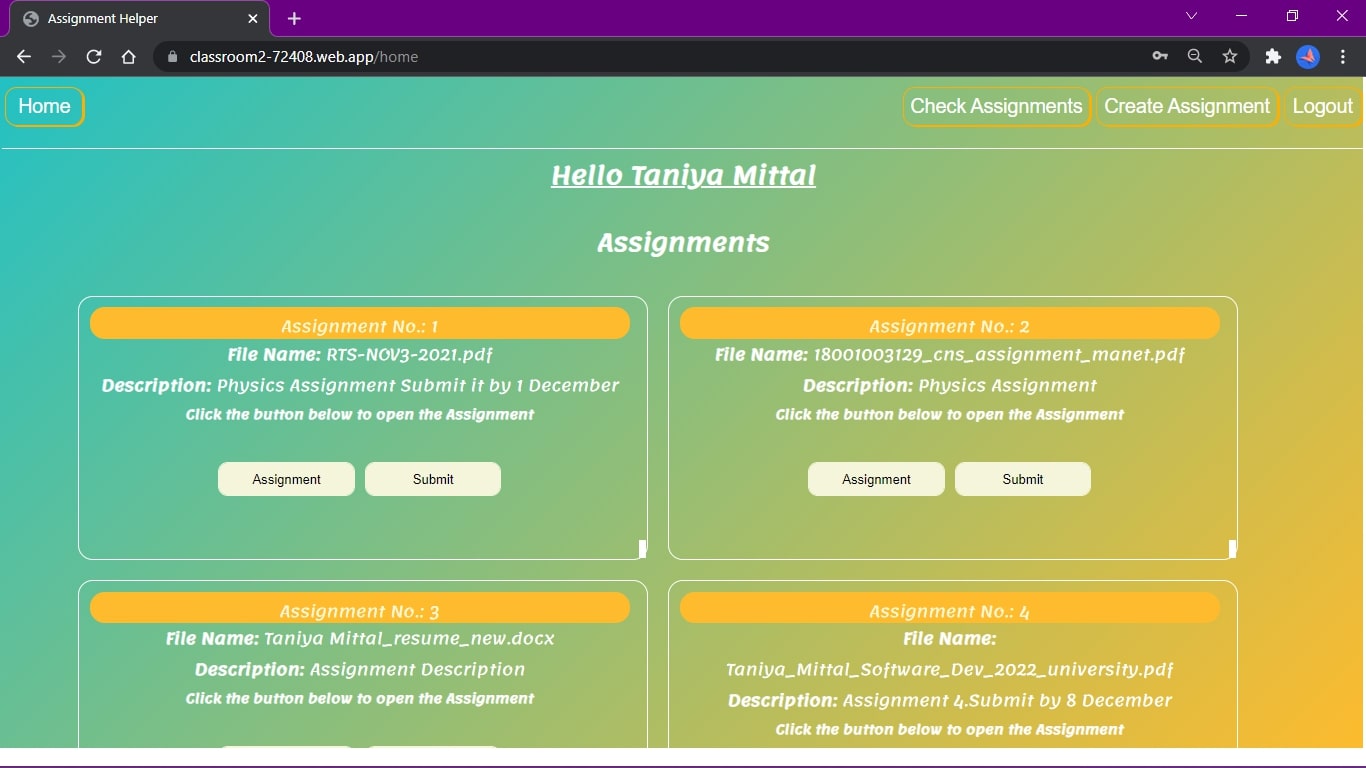 Assignment Helper
classroom2-72408.web.app/home
Home
Check Assignments
Create Assignment
Logout
Hello Taniya Mittal
Assignments
Assignment No.: 1
File Name: RTS-NOV3-2021.pdf
Description: Physics Assignment Submit it by 1 December
Click the button below to open the Assignment
Assignment
Submit
Assignment No.: 2
File Name: 18001003129_cns_assignment_manet.pdf
Description: Physics Assignment
Click the button below to open the Assignment
Assignment
Submit
Assignment No.: 3
File Name: Taniya Mittal_resume_new.docx
Description: Assignment Description
Click the button below to open the Assignment
Assignment No.: 4
File Name:
Taniya_Mittal_Software_Dev_2022_university.pdf
Description: Assignment 4.Submit by 8 December
Click the button below to open the Assignment